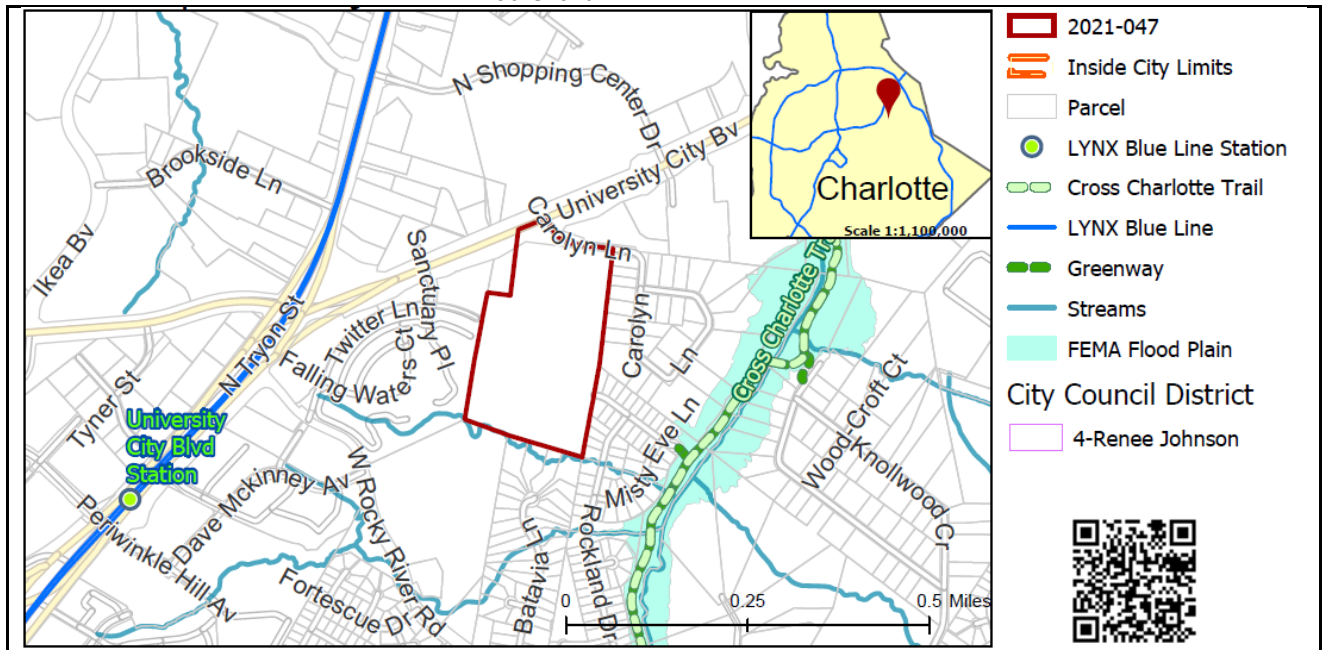 N Shopping Center Dr
Brookside Ln
University City Bv
Carolyn Ln
Ikea Bv
Sanctuary Pl
Twitter Ln
Ct
Falling Waters
N Tryon St
Tyner St
University
City Blvd
Station
Carolyn
Ln
Cross Charlotte Trail
Cross Charlotte Tra
Misty Eve Ln
Wood-Croft Ct
Knollwood Cr
W Rocky River Rd
Dave Mckinney Av
Periwinkle Hill Av
Fortescue Dr
Batavia Ln
Rockland Dr
0
0.25
0.5 Miles
Charlotte
Scale 1:1,100,000
2021-047
Inside City Limits
Parcel
LYNX Blue Line Station
Cross Charlotte Trail
LYNX Blue Line
Greenway
Streams
FEMA Flood Plain
City Council District
4-Renee Johnson